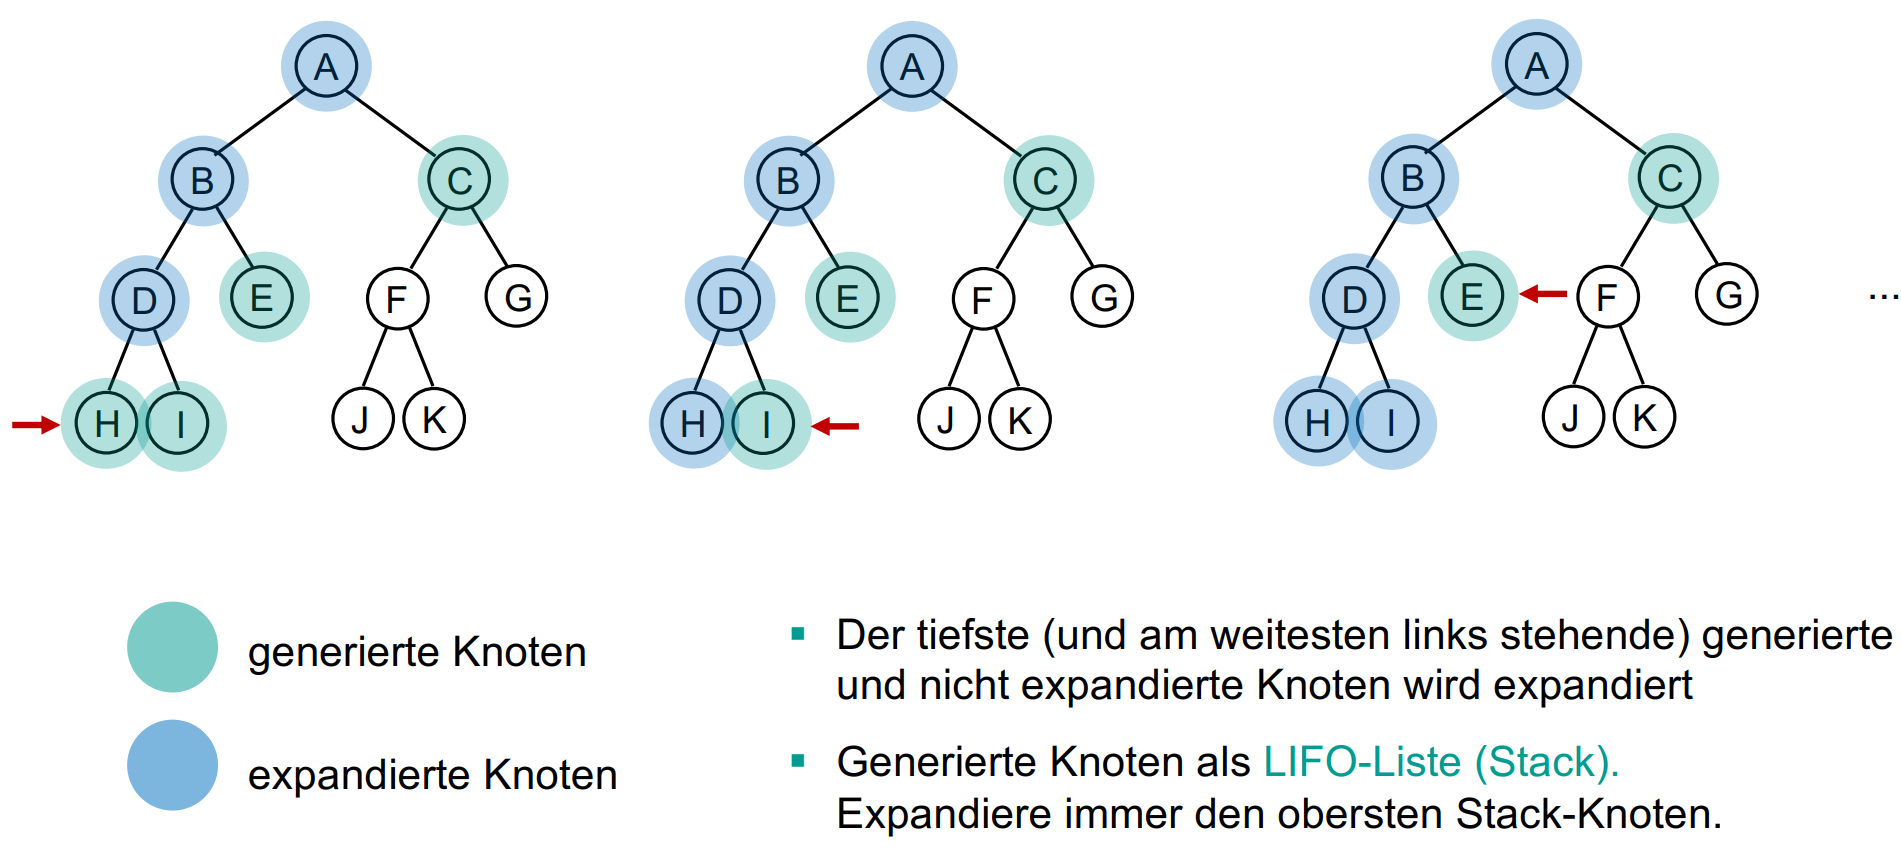 A
B C
D E F G
H I J K
A
B C
D E F G
H I J K
A
B C
D E F G
H I J K
...
generierte Knoten
expandierte Knoten
▪ Der tiefste (und am weitesten links stehende) generierte
und nicht expandierte Knoten wird expandiert
▪ Generierte Knoten als LIFO-Liste (Stack).
Expandiere immer den obersten Stack-Knoten.